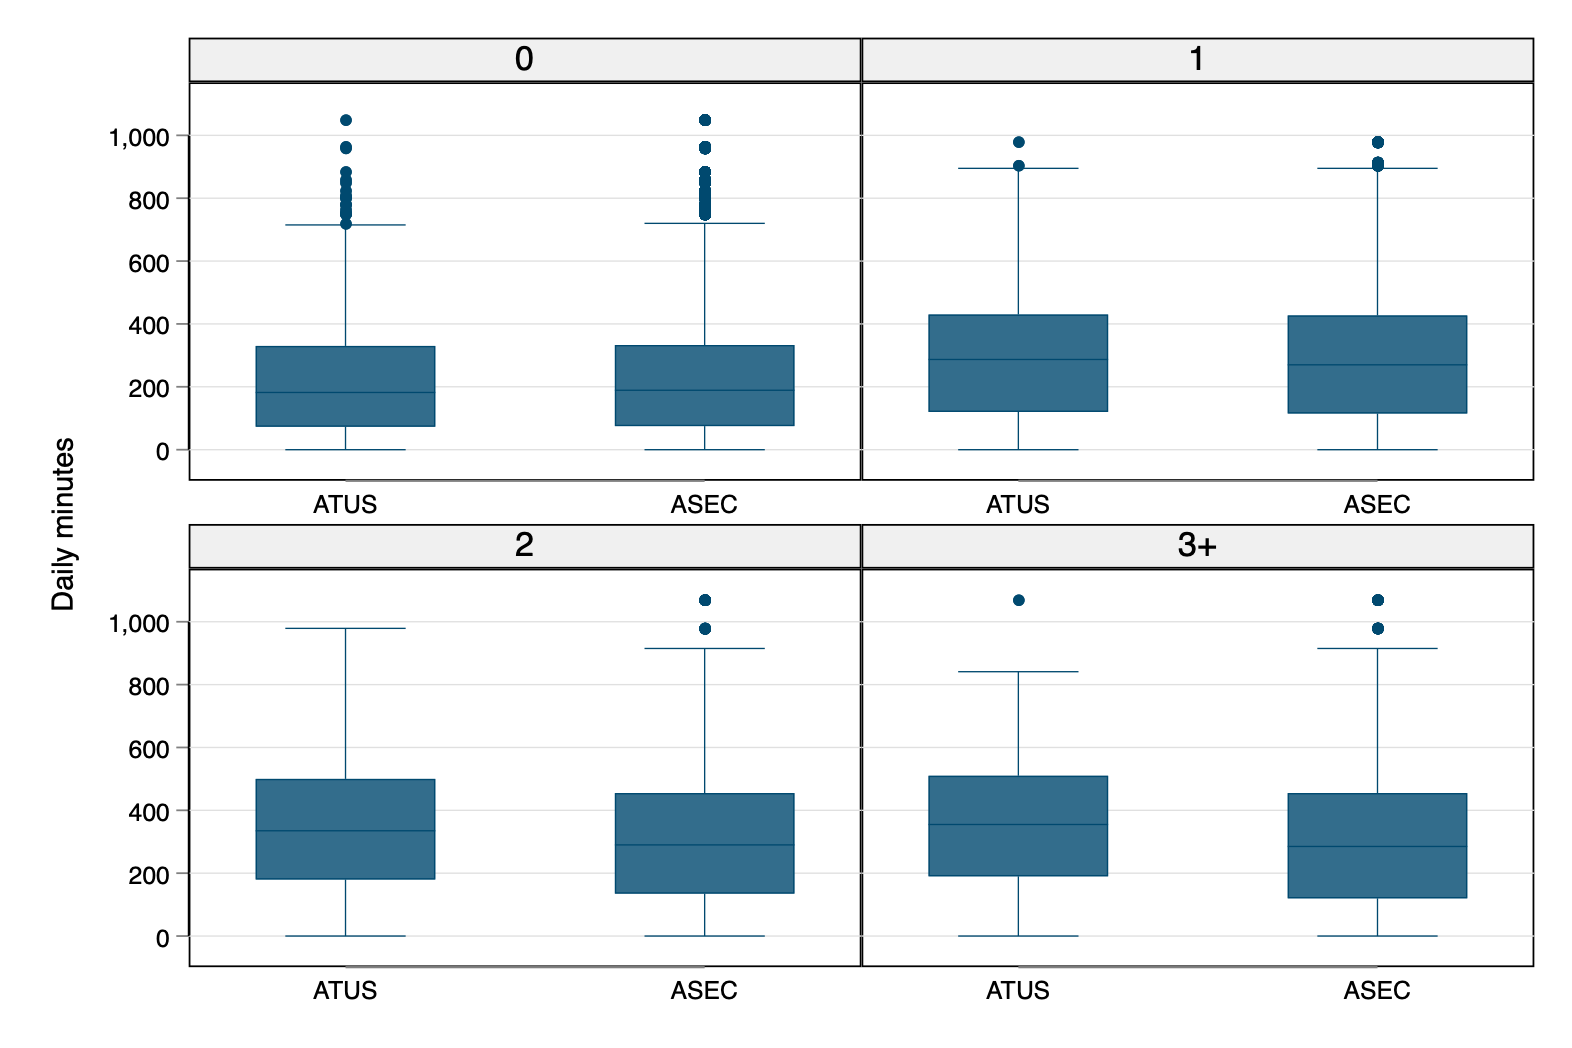 0
1
1,000
800
600
400
200
0
ATUS
ASEC
ATUS
ASEC
Daily minutes
2
3+
1,000
800
600
400
200
0
ATUS
ASEC
ATUS
ASEC